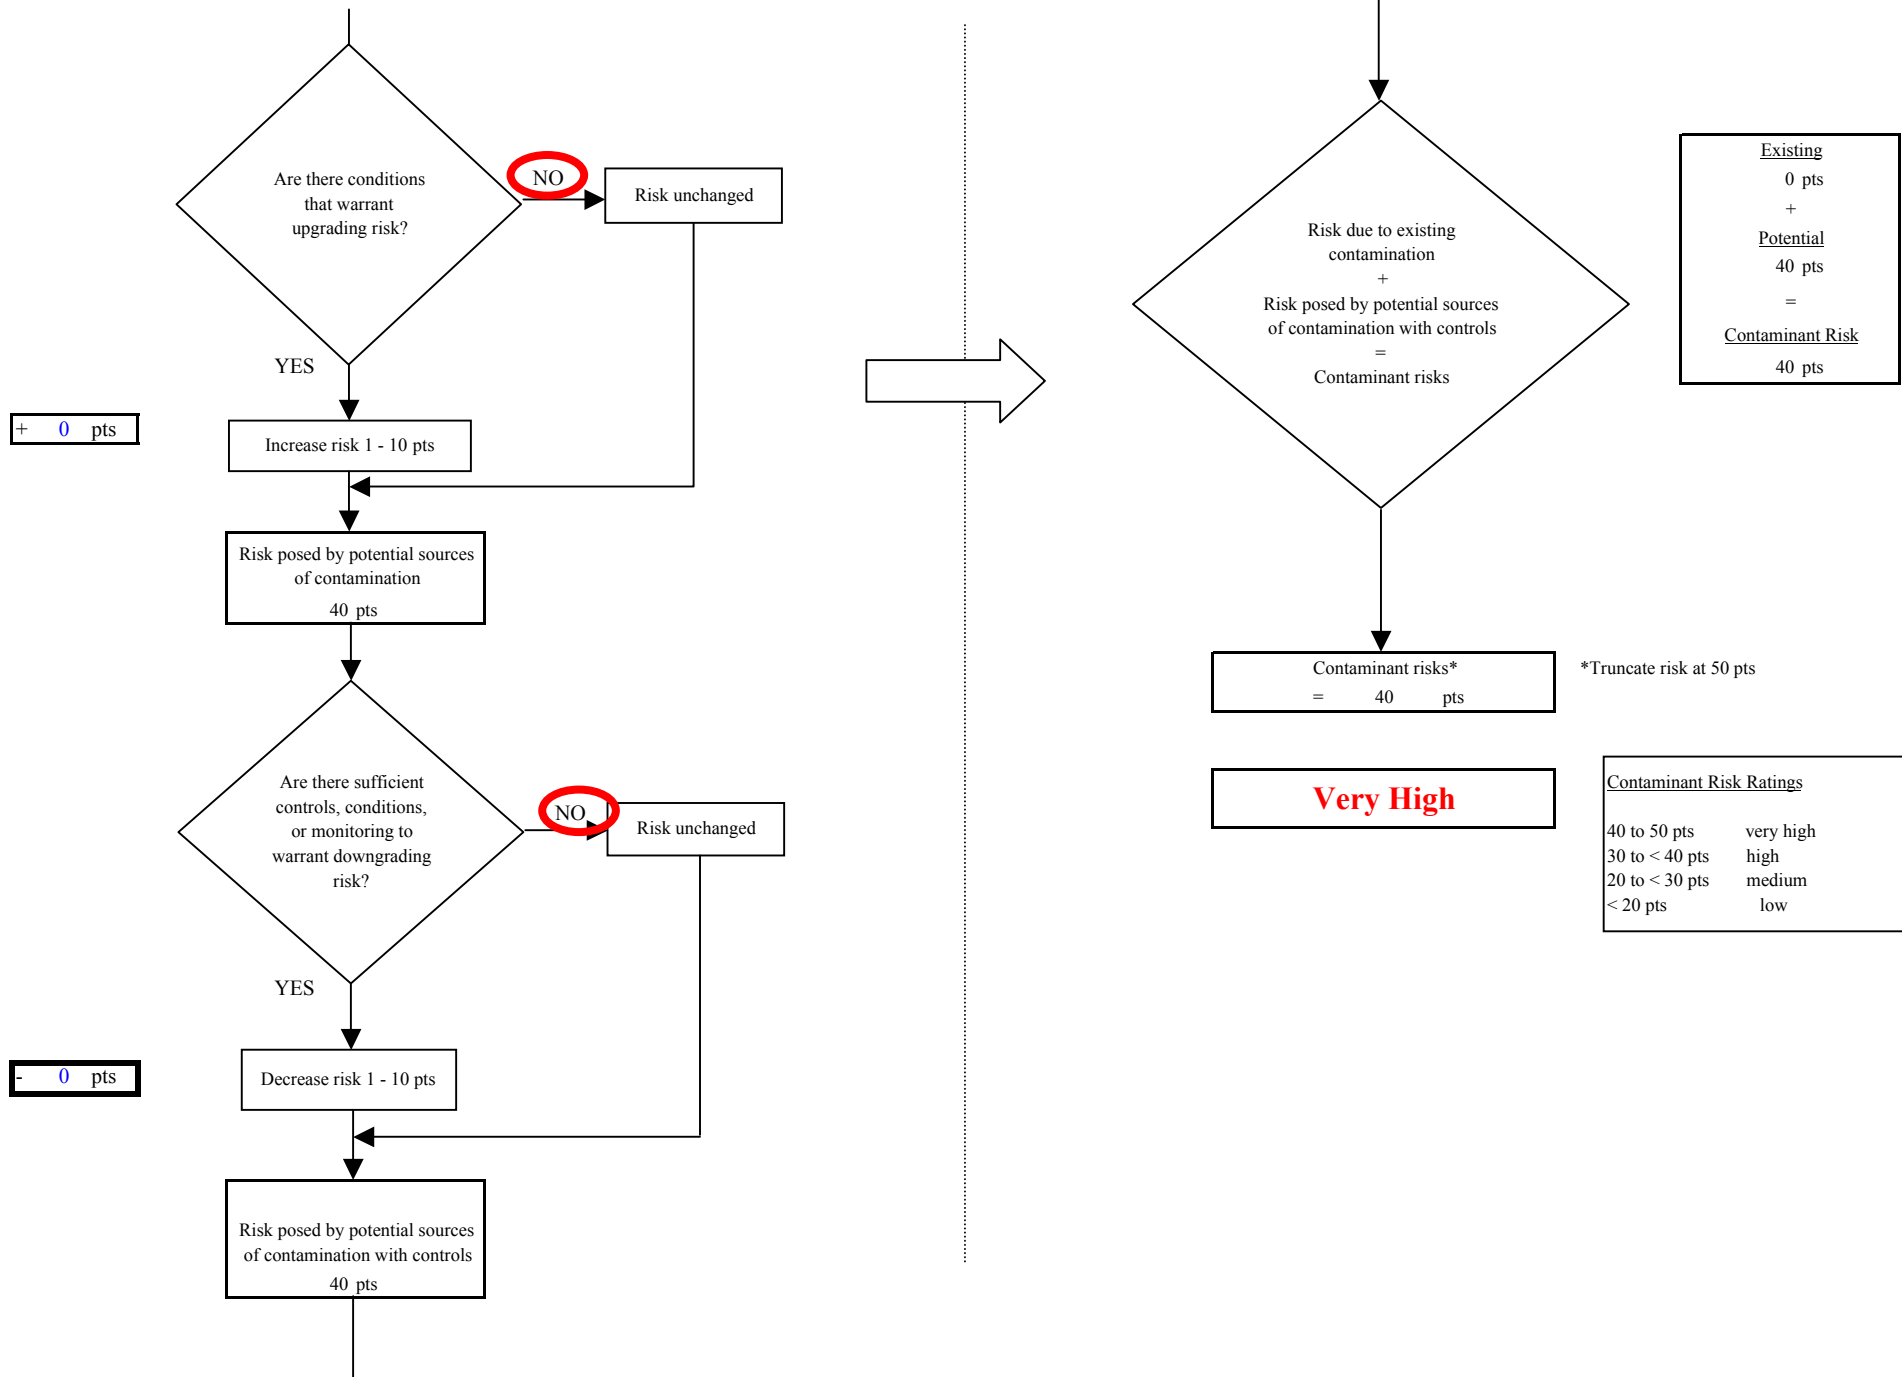 Are there conditions
that warrant
upgrading risk?
NO
Risk unchanged
YES
+ 0 pts
Increase risk 1 - 10 pts
Risk posed by potential sources
of contamination
40 pts
Are there sufficient
controls, conditions,
or monitoring to
warrant downgrading
risk?
NO
Risk unchanged
YES
- 0 pts
Decrease risk 1 - 10 pts
Risk posed by potential sources
of contamination with controls
40 pts
Risk due to existing
contamination
+
Risk posed by potential sources
of contamination with controls
=
Contaminant risks
Existing
0 pts
+
Potential
40 pts
=
Contaminant Risk
40 pts
Contaminant risks*
= 40 pts
*Truncate risk at 50 pts
Very High
Contaminant Risk Ratings
40 to 50 pts very high
30 to < 40 pts high
20 to < 30 pts medium
< 20 pts low